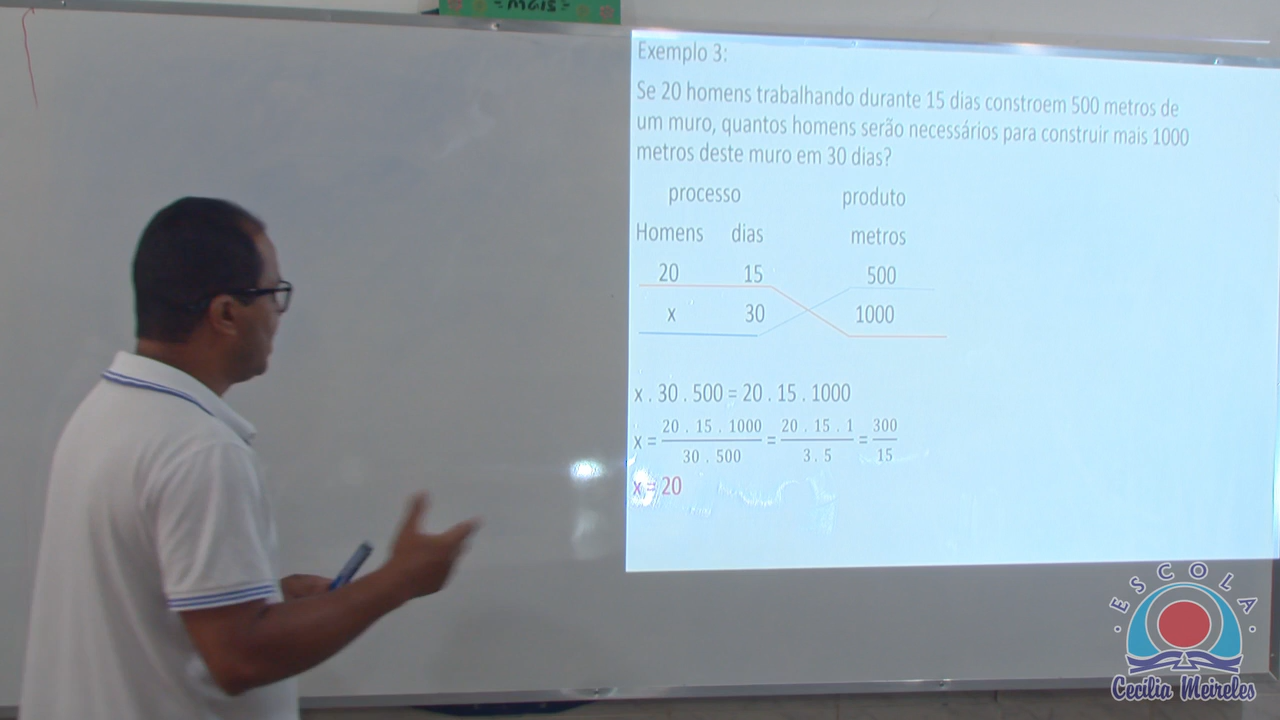 MAIS
Exemplo 3:
Se 20 homens trabalhando durante 15 dias constroem 500 metros de
um muro, quantos homens serão necessários para construir mais 1000
metros deste muro em 30 dias?
processo produto
Homens dias metros
20 15 500
x 30 1000
x . 30 . 500 = 20 . 15 . 1000
x = 20 . 15 . 1000 / 30 . 500 = 20 . 15 . 1 / 3 . 5 = 300 / 15
x = 20
ESCOLA
Cecília Meireles